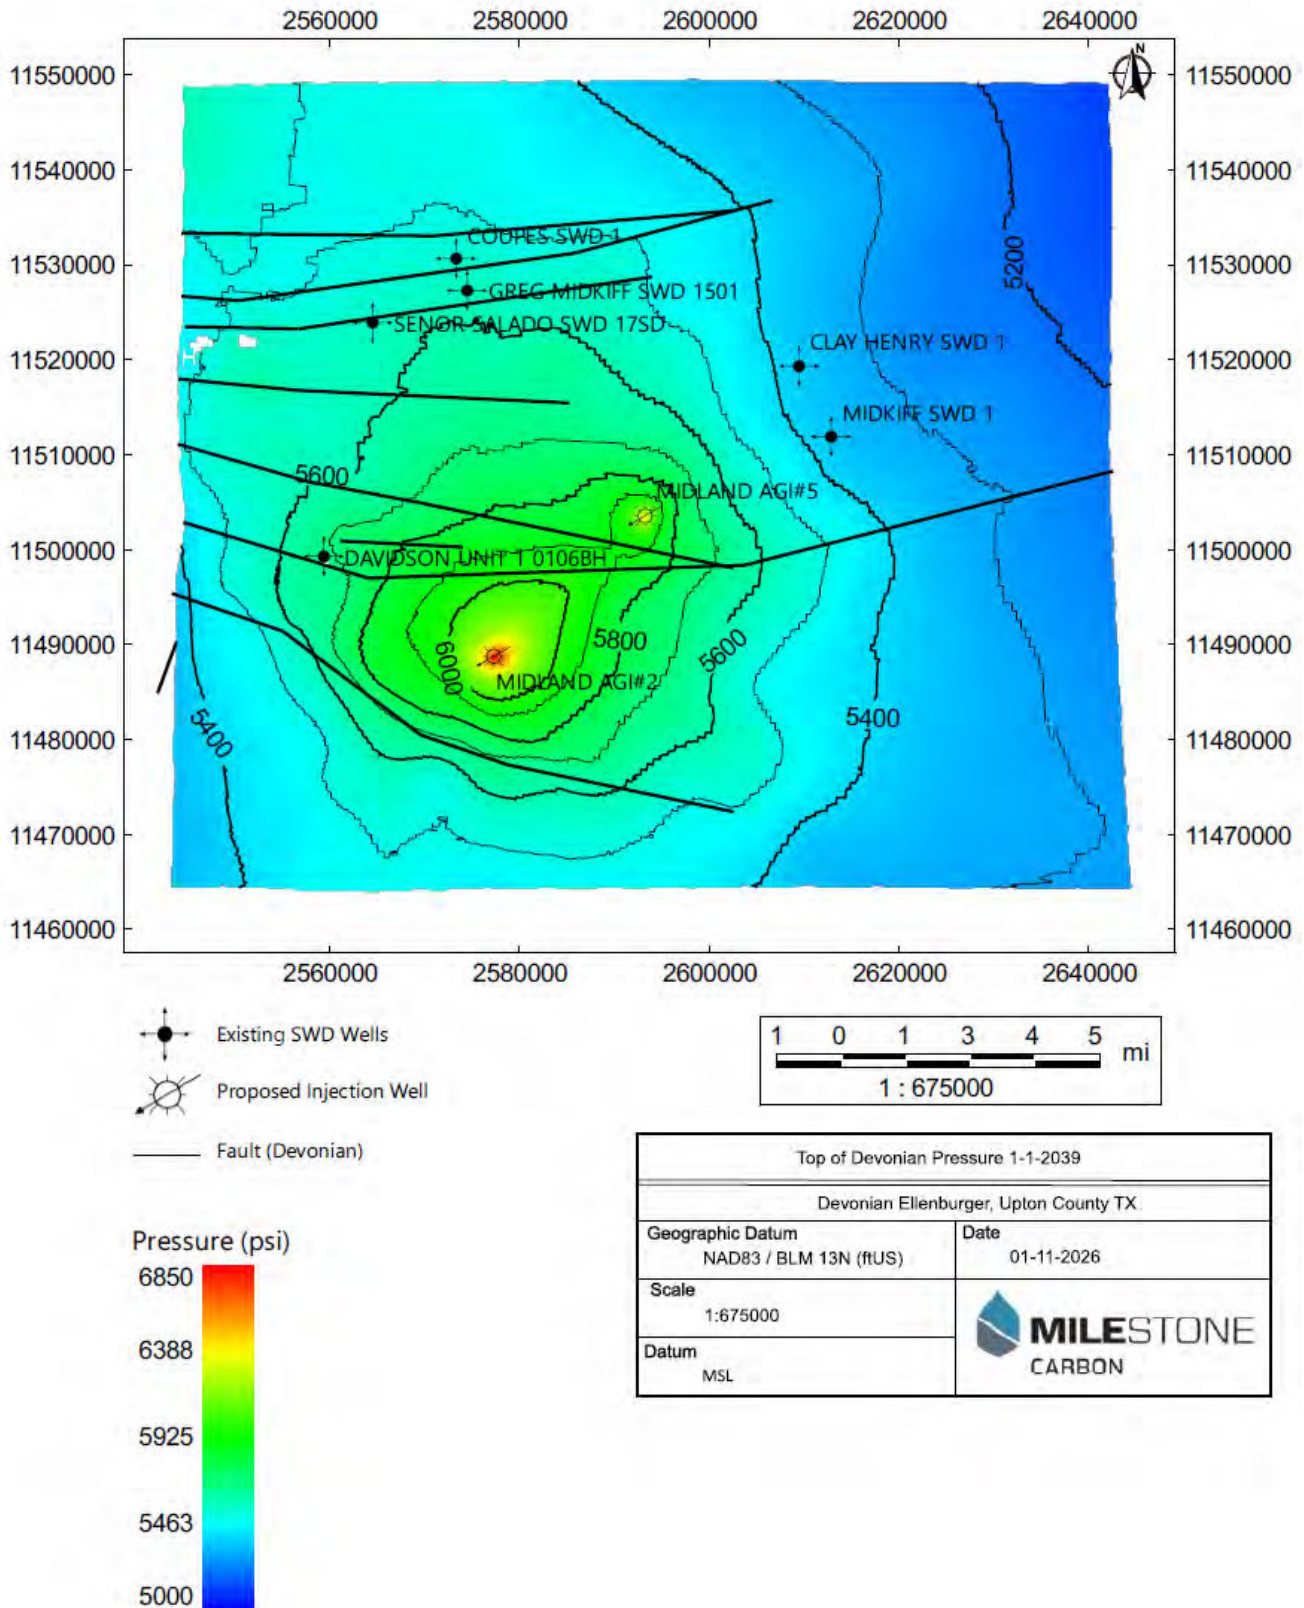 2560000 2580000 2600000 2620000 2640000
N
11550000 11550000
11540000 11540000
11530000 11530000
11520000 11520000
11510000 11510000
11500000 11500000
11490000 11490000
11480000 11480000
11470000 11470000
11460000 11460000
COUPES SWD 1
5200
GREG MIDKIFF SWD 1501
SENOR SALADO SWD 17SD
CLAY HENRY SWD 1
MIDKIFF SWD 1
5600
MIDLAND AGI#5
DAVIDSON UNIT 1 0106BH
5800
5600
6000
MIDLAND AGI#2
5400
5400
2560000 2580000 2600000 2620000 2640000
Existing SWD Wells
Proposed Injection Well
Fault (Devonian)
1 0 1 3 4 5 mi
1 : 675000
Top of Devonian Pressure 1-1-2039
Devonian Ellenburger, Upton County TX
Geographic Datum
NAD83 / BLM 13N (ftUS)
Date
01-11-2026
Scale
1:675000
Datum
MSL
MILESTONE
CARBON
Pressure (psi)
6850
6388
5925
5463
5000